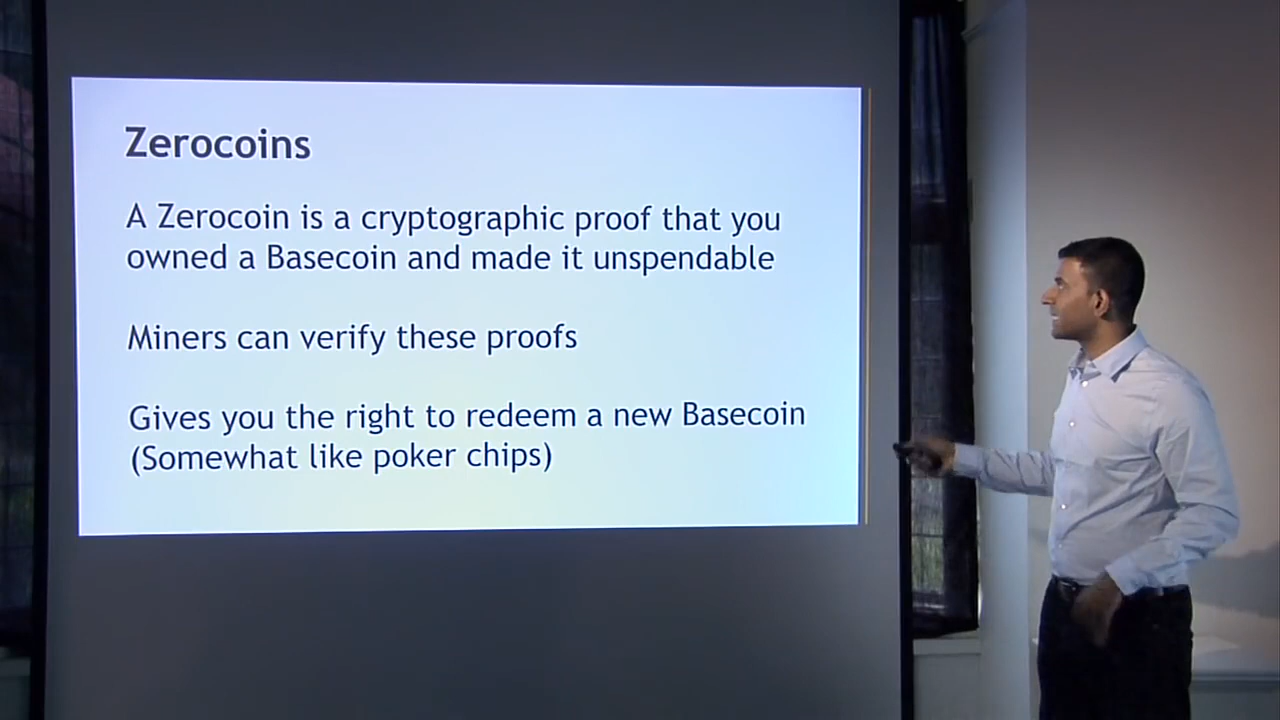 Zerocoins
A Zerocoin is a cryptographic proof that you
owned a Basecoin and made it unspendable
Miners can verify these proofs
Gives you the right to redeem a new Basecoin
(Somewhat like poker chips)